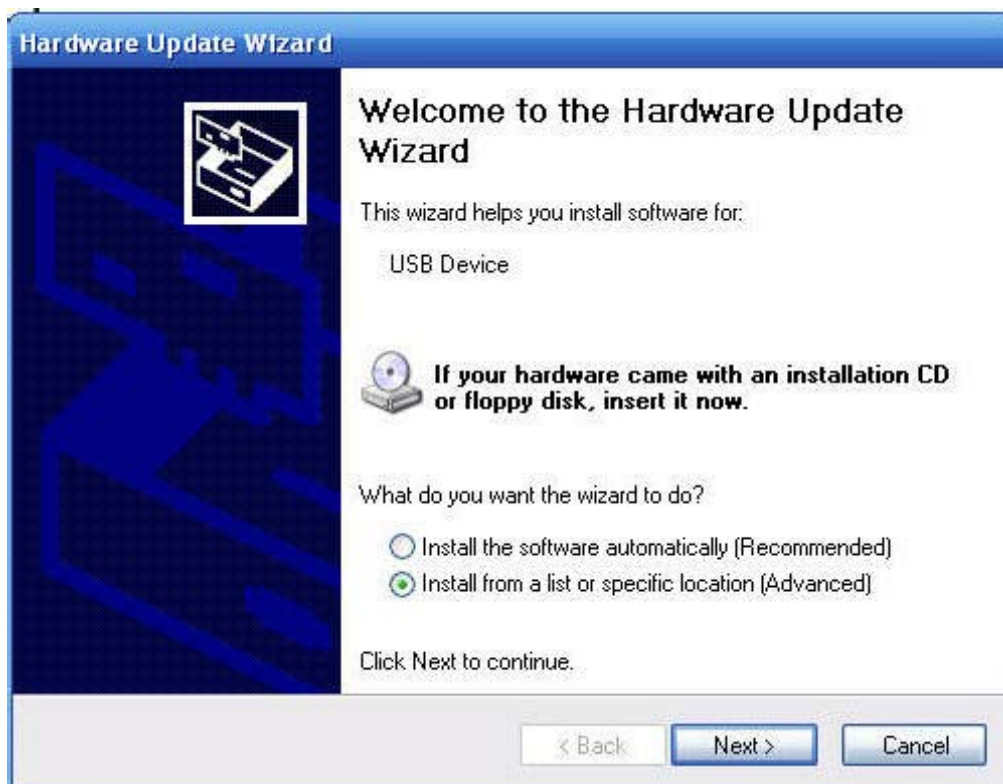 Hardware Update Wizard
Welcome to the Hardware Update
Wizard
This wizard helps you install software for:
USB Device
If your hardware came with an installation CD
or floppy disk, insert it now.
What do you want the wizard to do?
Install the software automatically (Recommended)
Install from a list or specific location (Advanced)
Click Next to continue.
< Back Next > Cancel